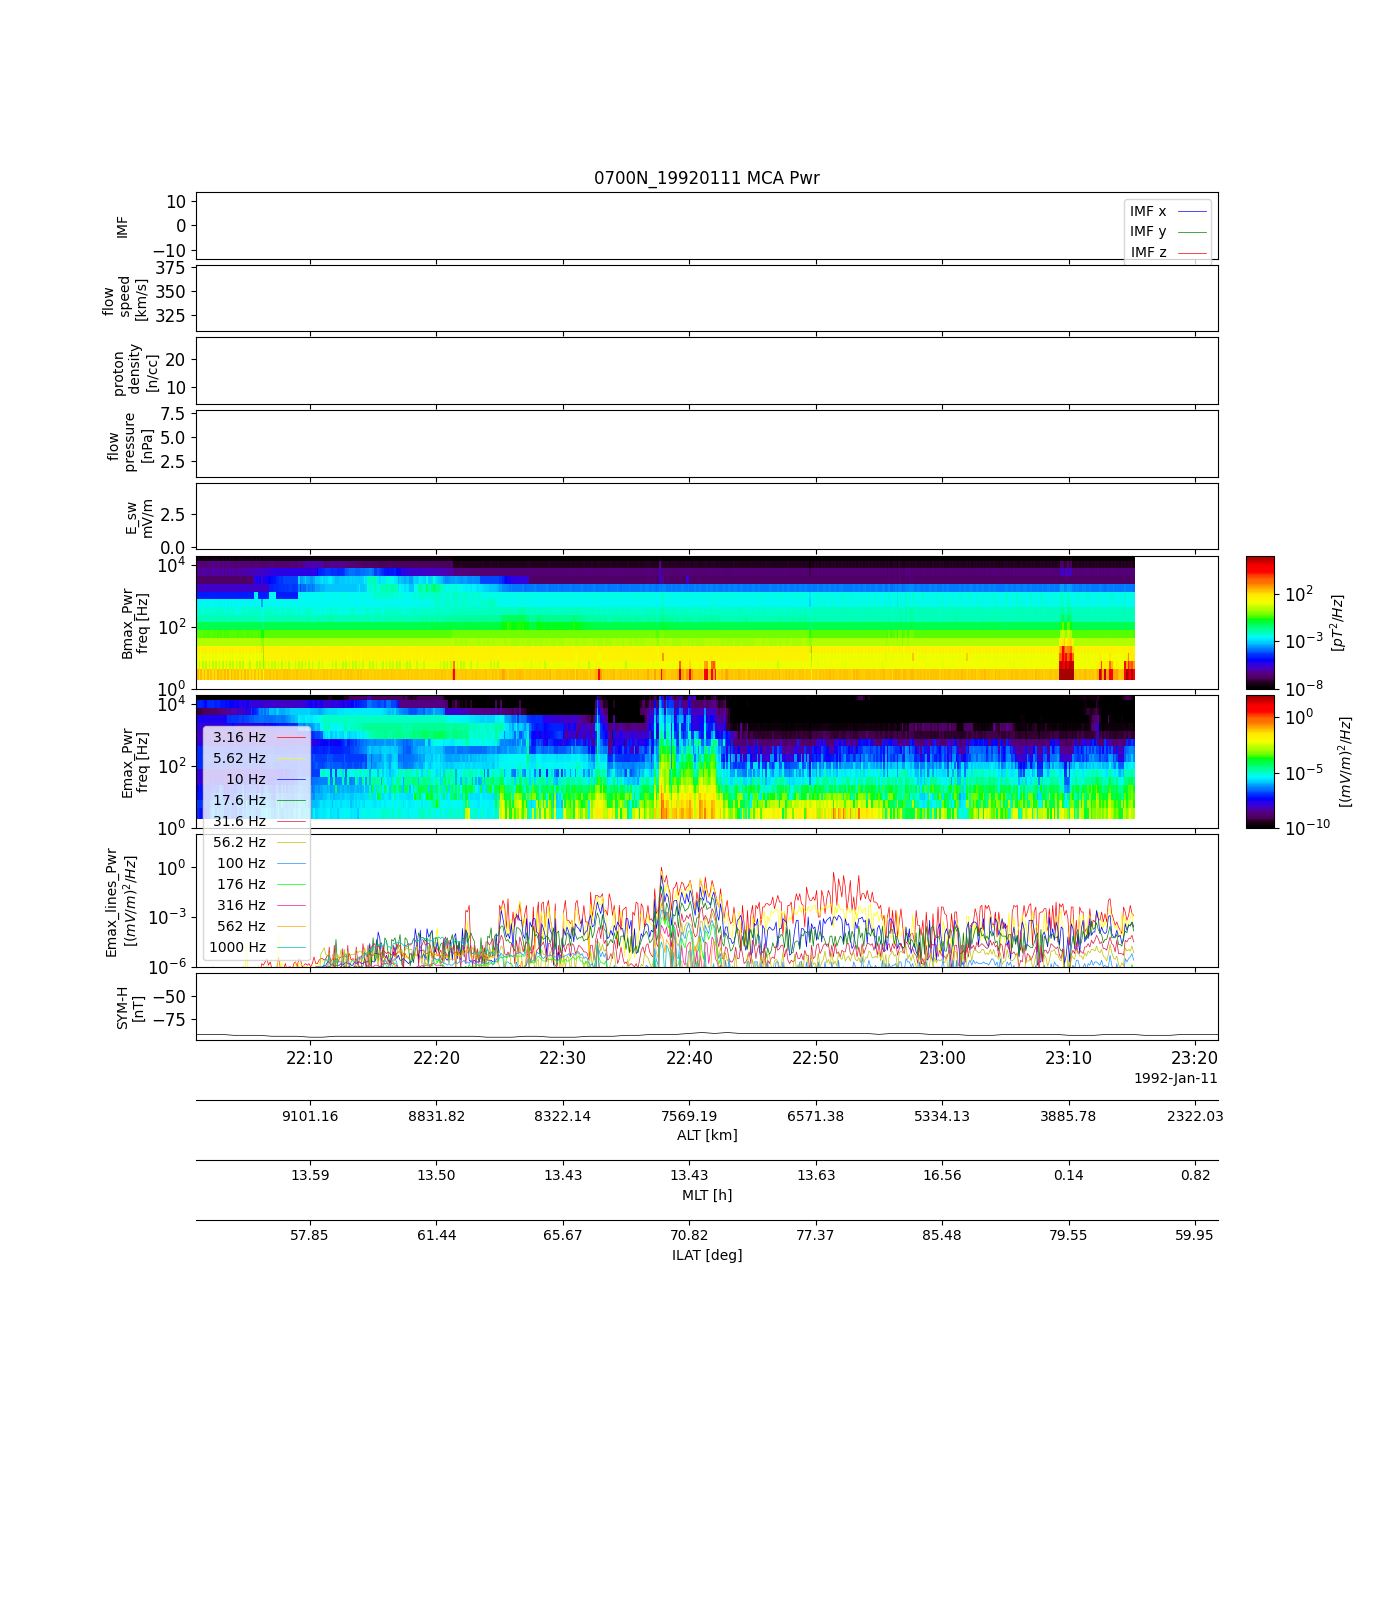 0700N_19920111 MCA Pwr
IMF
10
0
−10
IMF x
IMF y
IMF z
flow
speed
[km/s]
375
350
325
proton
density
[n/cc]
20
10
flow
pressure
[nPa]
7.5
5.0
2.5
E_sw
mV/m
2.5
0.0
Bmax_Pwr
freq [Hz]
10^4
10^2
10^0
10^2
10^−3
10^−8
[pT^2/Hz]
Emax_Pwr
freq [Hz]
10^4
10^2
10^0
10^0
10^−5
10^−10
[(mV/m)^2/Hz]
3.16 Hz
5.62 Hz
10 Hz
17.6 Hz
31.6 Hz
56.2 Hz
100 Hz
176 Hz
316 Hz
562 Hz
1000 Hz
Emax_lines_Pwr
[(mV/m)^2/Hz]
10^0
10^−3
10^−6
SYM-H
[nT]
−50
−75
22:10 22:20 22:30 22:40 22:50 23:00 23:10 23:20
1992-Jan-11
9101.16 8831.82 8322.14 7569.19 6571.38 5334.13 3885.78 2322.03
ALT [km]
13.59 13.50 13.43 13.43 13.63 16.56 0.14 0.82
MLT [h]
57.85 61.44 65.67 70.82 77.37 85.48 79.55 59.95
ILAT [deg]